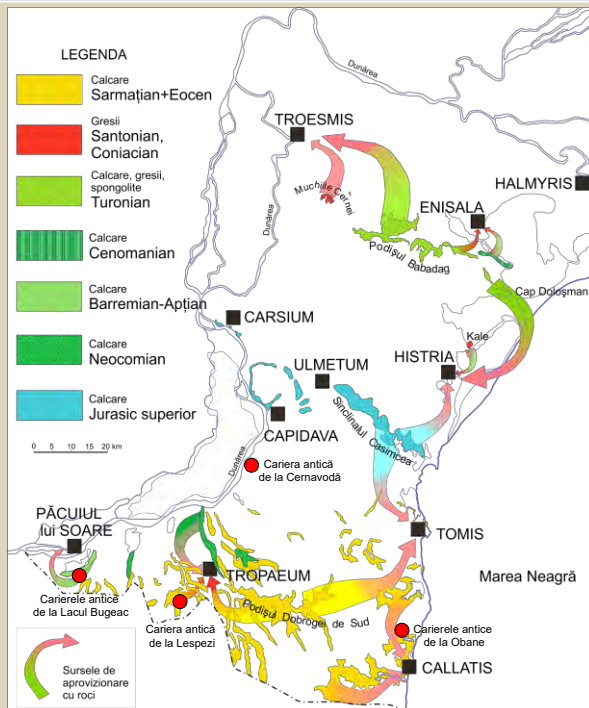 LEGENDA
Calcare
Sarmațian+Eocen
Gresii
Santonian,
Coniacian
Calcare, gresii,
spongolite
Turonian
Calcare
Cenomanian
Calcare
Barremian-Apțian
Calcare
Neocomian
Calcare
Jurasic superior
0 5 10 15 20 km
Dunărea
TROESMIS
Muchiile Cernei
Dunărea
HALMYRIS
ENISALA
Podișul Babadag
Cap Doloșman
CARSIUM
Kale
ULMETUM
HISTRIA
Sinclinalul Casimcea
CAPIDAVA
Dunărea
Cariera antică
de la Cernavodă
PĂCUIUL
lui SOARE
TOMIS
TROPAEUM
Marea Neagră
Carierele antice
de la Lacul Bugeac
Cariera antică
de la Lespezi
Podișul Dobrogei de Sud
Carierele antice
de la Obane
CALLATIS
Sursele de
aprovizionare
cu roci